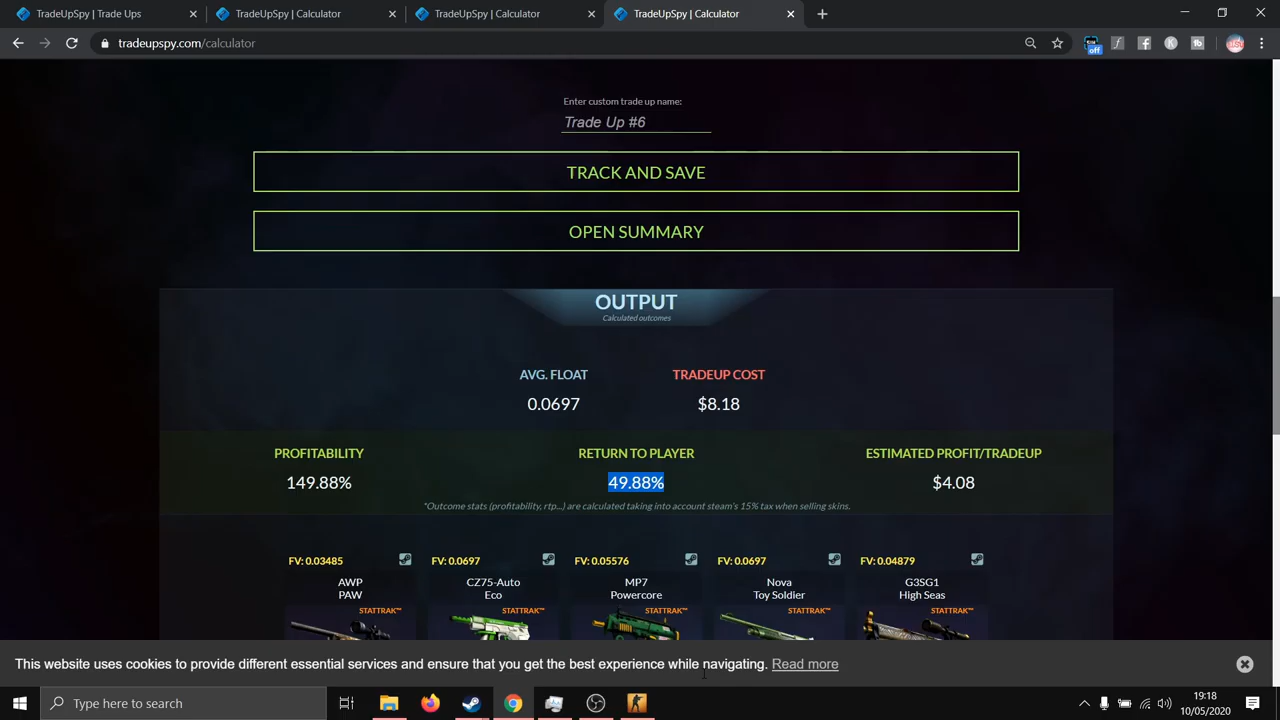 TradeUpSpy | Trade Ups
TradeUpSpy | Calculator
TradeUpSpy | Calculator
TradeUpSpy | Calculator
tradeupspy.com/calculator
off
Enter custom trade up name:
Trade Up #6
TRACK AND SAVE
OPEN SUMMARY
OUTPUT
Calculated outcomes
AVG. FLOAT
TRADEUP COST
0.0697
$8.18
PROFITABILITY
RETURN TO PLAYER
ESTIMATED PROFIT/TRADEUP
149.88%
49.88%
$4.08
*Outcome stats (profitability, rtp...) are calculated taking into account steam's 15% tax when selling skins.
FV: 0.03485
FV: 0.0697
FV: 0.05576
FV: 0.0697
FV: 0.04879
AWP
PAW
CZ75-Auto
Eco
MP7
Powercore
Nova
Toy Soldier
G3SG1
High Seas
STATTRAK™
STATTRAK™
STATTRAK™
STATTRAK™
STATTRAK™
This website uses cookies to provide different essential services and ensure that you get the best experience while navigating. Read more
Type here to search
19:18
10/05/2020